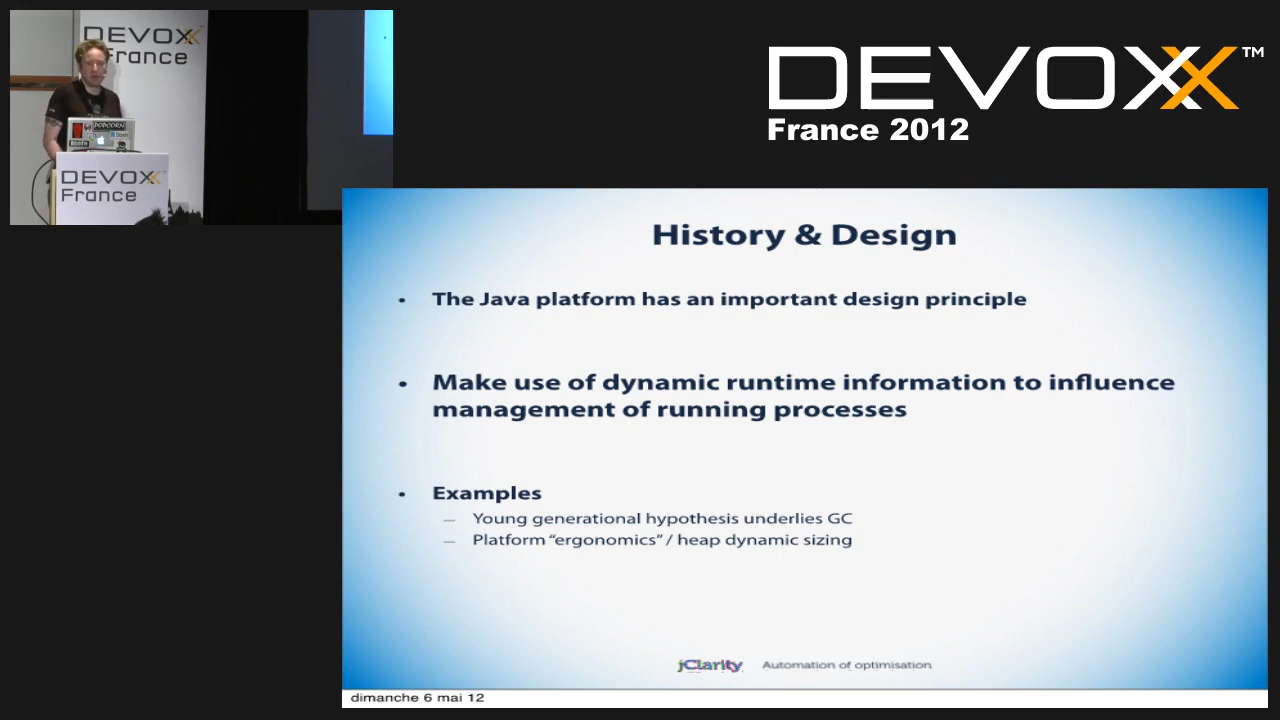 DEVOXX
France
POPCORN
DEVOXX
France
DEVOXX™
France 2012
History & Design
• The Java platform has an important design principle
• Make use of dynamic runtime information to influence
management of running processes
• Examples
– Young generational hypothesis underlies GC
– Platform “ergonomics” / heap dynamic sizing
jClarity Automation of optimisation
dimanche 6 mai 12